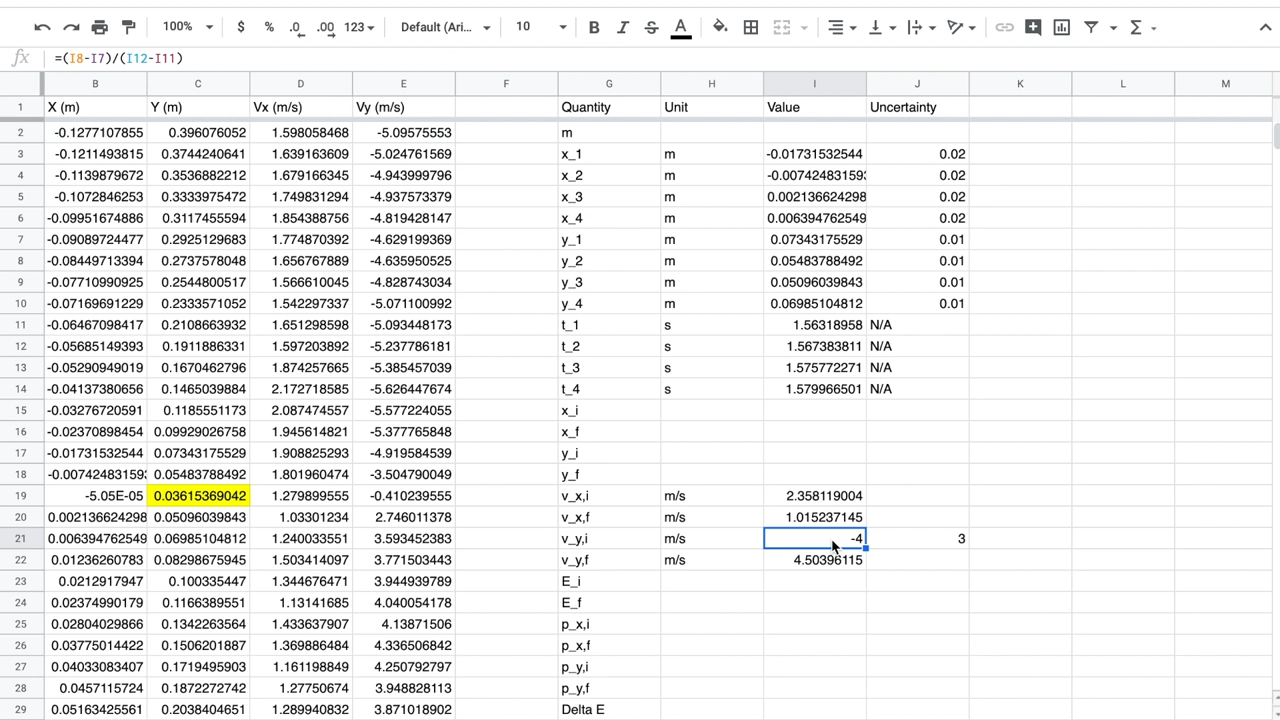 100% $ % .0 .00 123 Default (Ari... 10 B I S A
fx =(I8-I7)/(I12-I11)
B C D E F G H I J K L M
1 X (m) Y (m) Vx (m/s) Vy (m/s) Quantity Unit Value Uncertainty
2 -0.1277107855 0.396076052 1.598058468 -5.09575553 m
3 -0.1211493815 0.3744240641 1.639163609 -5.024761569 x_1 m -0.01731532544 0.02
4 -0.1139879672 0.3536882212 1.679166345 -4.943999796 x_2 m -0.00742483159 0.02
5 -0.1072846253 0.3333975472 1.749831294 -4.937573379 x_3 m 0.002136624298 0.02
6 -0.09951674886 0.3117455594 1.854388756 -4.819428147 x_4 m 0.006394762549 0.02
7 -0.09089724477 0.2925129683 1.774870392 -4.629199369 y_1 m 0.07343175529 0.01
8 -0.08449713394 0.2737578048 1.656767889 -4.635950525 y_2 m 0.05483788492 0.01
9 -0.07710990925 0.2544800517 1.566610045 -4.828743034 y_3 m 0.05096039843 0.01
10 -0.07169691229 0.2333571052 1.542297337 -5.071100992 y_4 m 0.06985104812 0.01
11 -0.06467098417 0.2108663932 1.651298598 -5.093448173 t_1 s 1.56318958 N/A
12 -0.05685149393 0.1911886331 1.597203892 -5.237786181 t_2 s 1.567383811 N/A
13 -0.05290949019 0.1670462796 1.874257665 -5.385457039 t_3 s 1.575772271 N/A
14 -0.04137380656 0.1465039884 2.172718585 -5.626447674 t_4 s 1.579966501 N/A
15 -0.03276720591 0.1185551173 2.087474557 -5.577224055 x_i
16 -0.02370898454 0.09929026758 1.945614821 -5.377765848 x_f
17 -0.01731532544 0.07343175529 1.908825293 -4.919584539 y_i
18 -0.00742483159 0.05483788492 1.801960474 -3.504790049 y_f
19 -5.05E-05 0.03615369042 1.279899555 -0.410239555 v_x,i m/s 2.358119004
20 0.002136624298 0.05096039843 1.03301234 2.746011378 v_x,f m/s 1.015237145
21 0.006394762549 0.06985104812 1.240033551 3.593452383 v_y,i m/s -4 3
22 0.01236260783 0.08298675945 1.503414097 3.771503443 v_y,f m/s 4.50396115
23 0.0212917947 0.100335447 1.344676471 3.944939789 E_i
24 0.02374990179 0.1166389551 1.13141685 4.040054178 E_f
25 0.02804029866 0.1342263564 1.433637907 4.13871506 p_x,i
26 0.03775014422 0.1506201887 1.369886484 4.336506842 p_x,f
27 0.04033083407 0.1719495903 1.161198849 4.250792797 p_y,i
28 0.0457115724 0.1872272742 1.27750674 3.948828113 p_y,f
29 0.05163425561 0.2038404651 1.289940832 3.871018902 Delta E